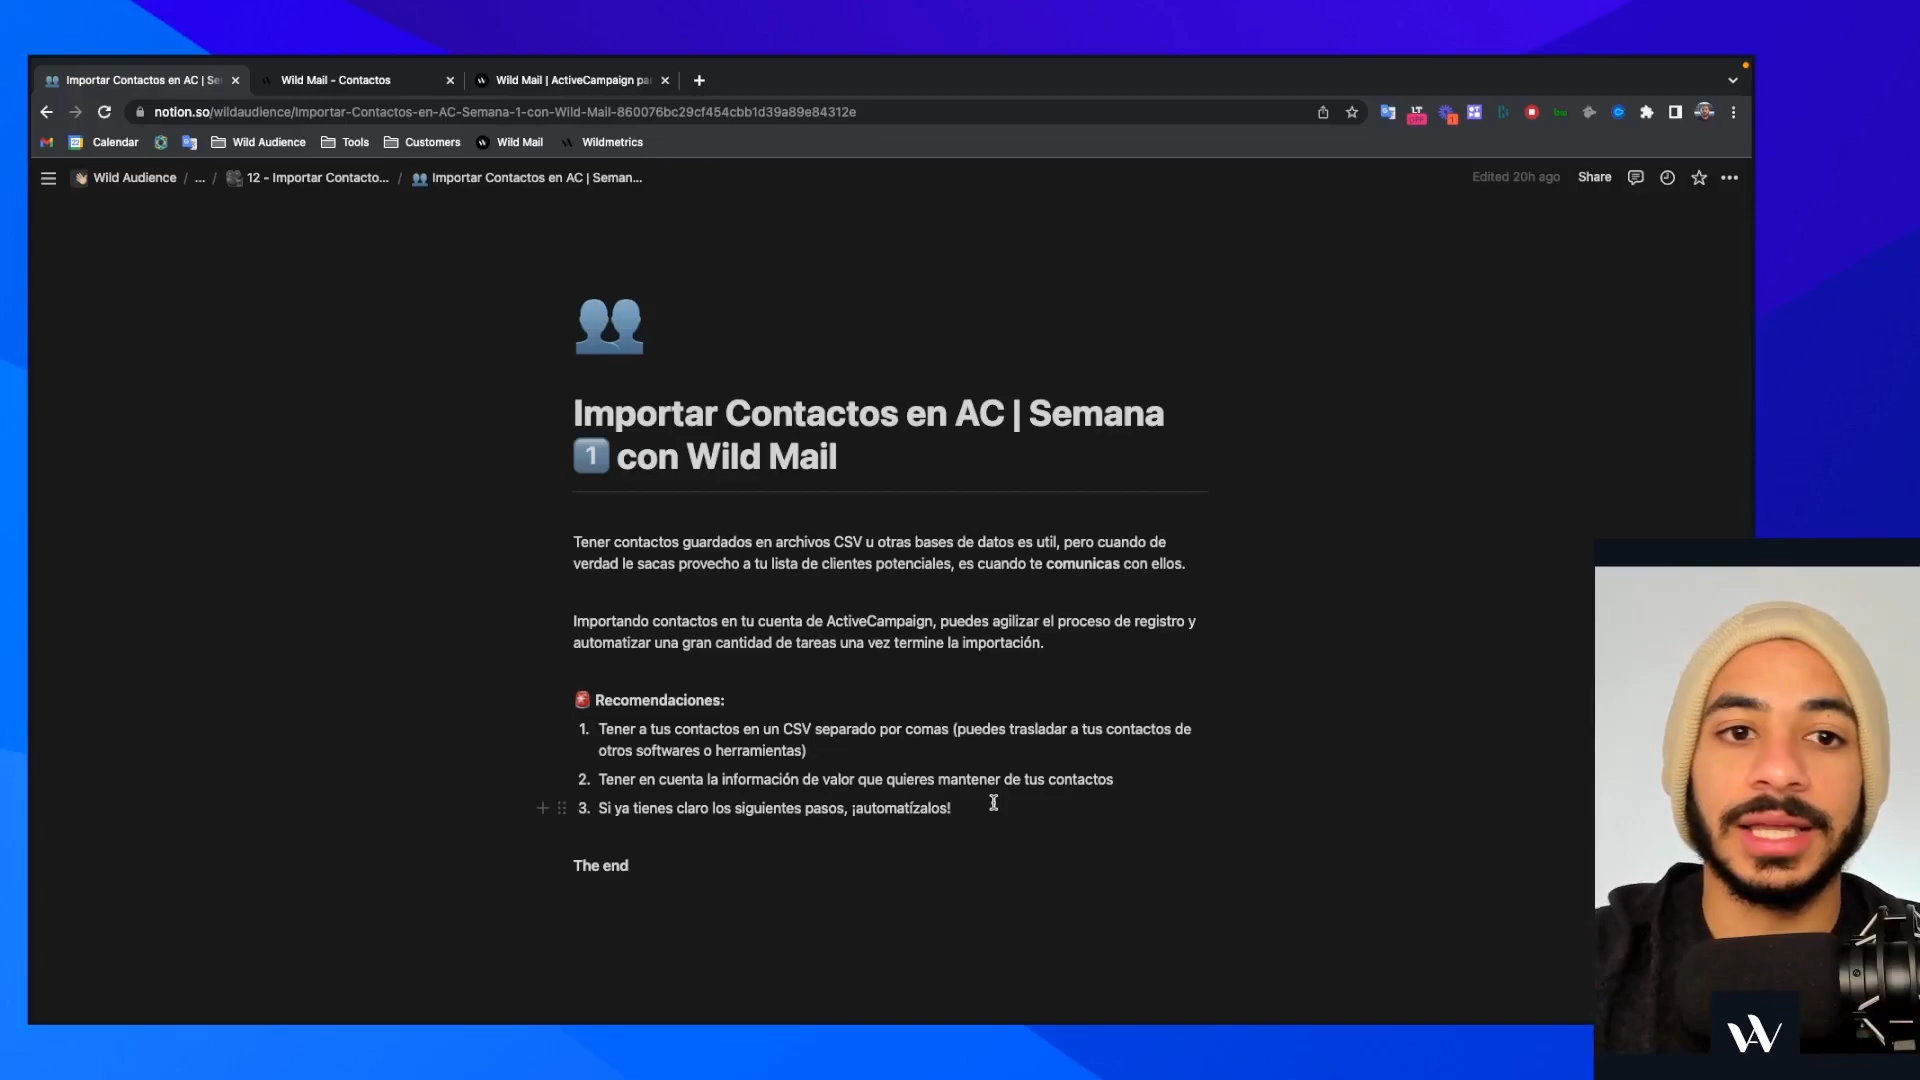 Importar Contactos en AC | Se
Wild Mail - Contactos
Wild Mail | ActiveCampaign pa
notion.so/wildaudience/Importar-Contactos-en-AC-Semana-1-con-Wild-Mail-860076bc29cf454cbb1d39a89e84312e
Calendar
Wild Audience
Tools
Customers
Wild Mail
Wildmetrics
Wild Audience / ... / 12 - Importar Contacto... / Importar Contactos en AC | Seman...
Edited 20h ago
Share
Importar Contactos en AC | Semana
1 con Wild Mail
Tener contactos guardados en archivos CSV u otras bases de datos es util, pero cuando de
verdad le sacas provecho a tu lista de clientes potenciales, es cuando te comunicas con ellos.
Importando contactos en tu cuenta de ActiveCampaign, puedes agilizar el proceso de registro y
automatizar una gran cantidad de tareas una vez termine la importación.
Recomendaciones:
1. Tener a tus contactos en un CSV separado por comas (puedes trasladar a tus contactos de
otros softwares o herramientas)
2. Tener en cuenta la información de valor que quieres mantener de tus contactos
3. Si ya tienes claro los siguientes pasos, ¡automatízalos!
The end